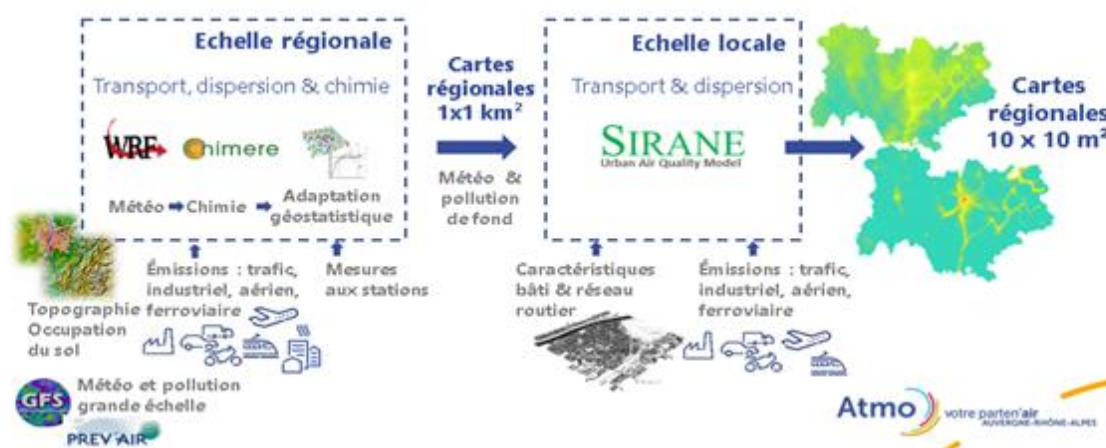 Echelle régionale
Transport, dispersion & chimie
WRF
Chimere
Météo
Chimie
Adaptation
géostatistique
Topographie
Occupation
du sol
Émissions : trafic,
industriel, aérien,
ferroviaire
Mesures
aux stations
GFS
Météo et pollution
grande échelle
PREV'AIR
Cartes
régionales
1x1 km²
Météo &
pollution
de fond
Echelle locale
Transport & dispersion
SIRANE
Urban Air Quality Model
Caractéristiques
bâti & réseau
routier
Émissions : trafic,
industriel, aérien,
ferroviaire
Cartes
régionales
10 x 10 m²
Atmo
votre parten'air
AUVERGNE-RHÔNE-ALPES